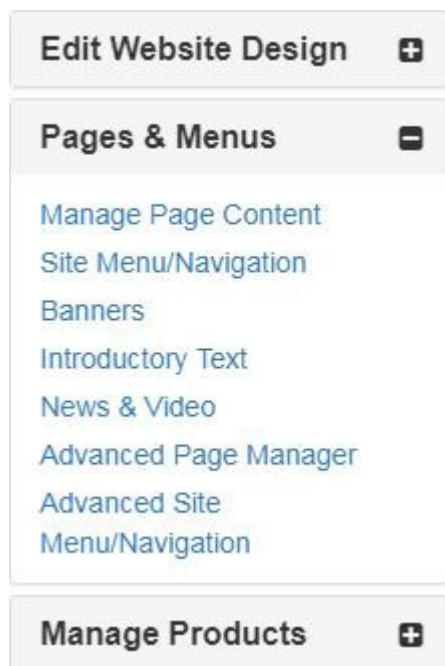 Edit Website Design
Pages & Menus
Manage Page Content
Site Menu/Navigation
Banners
Introductory Text
News & Video
Advanced Page Manager
Advanced Site
Menu/Navigation
Manage Products